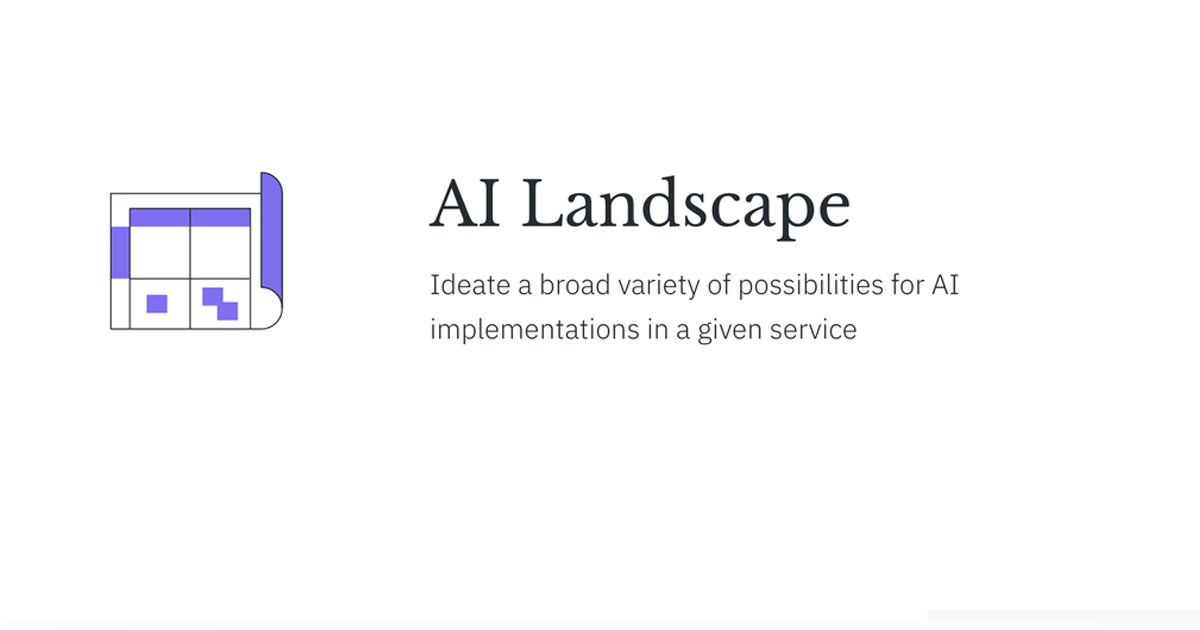 AI Landscape
Ideate a broad variety of possibilities for AI
implementations in a given service